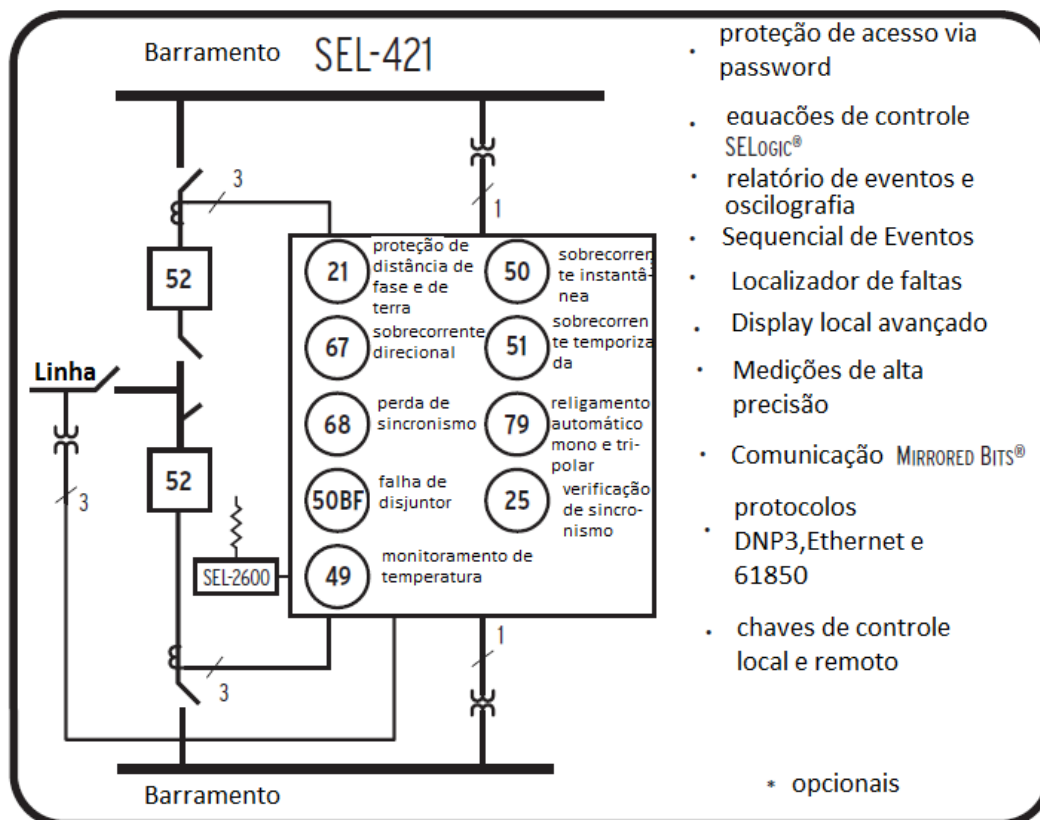 Barramento SEL-421
3
1
52
Linha
3
52
SEL-2600
3
1
Barramento
21
proteção de
distância de
fase e de
terra
50
sobrecorren
te instantâ-
nea
67
sobrecorrente
direcional
51
sobrecorren
te temporiza
da
68
perda de
sincronismo
79
religamento
automático
mono e tri-
polar
50BF
falha de
disjuntor
25
verificação
de sincro-
nismo
49
monitoramento de
temperatura
· proteção de acesso via
password
· equações de controle
SELOGIC®
· relatório de eventos e
oscilografia
· Sequencial de Eventos
· Localizador de faltas
· Display local avançado
· Medições de alta
precisão
· Comunicação MIRRORED BITS®
· protocolos
DNP3,Ethernet e
61850
· chaves de controle
local e remoto
* opcionais